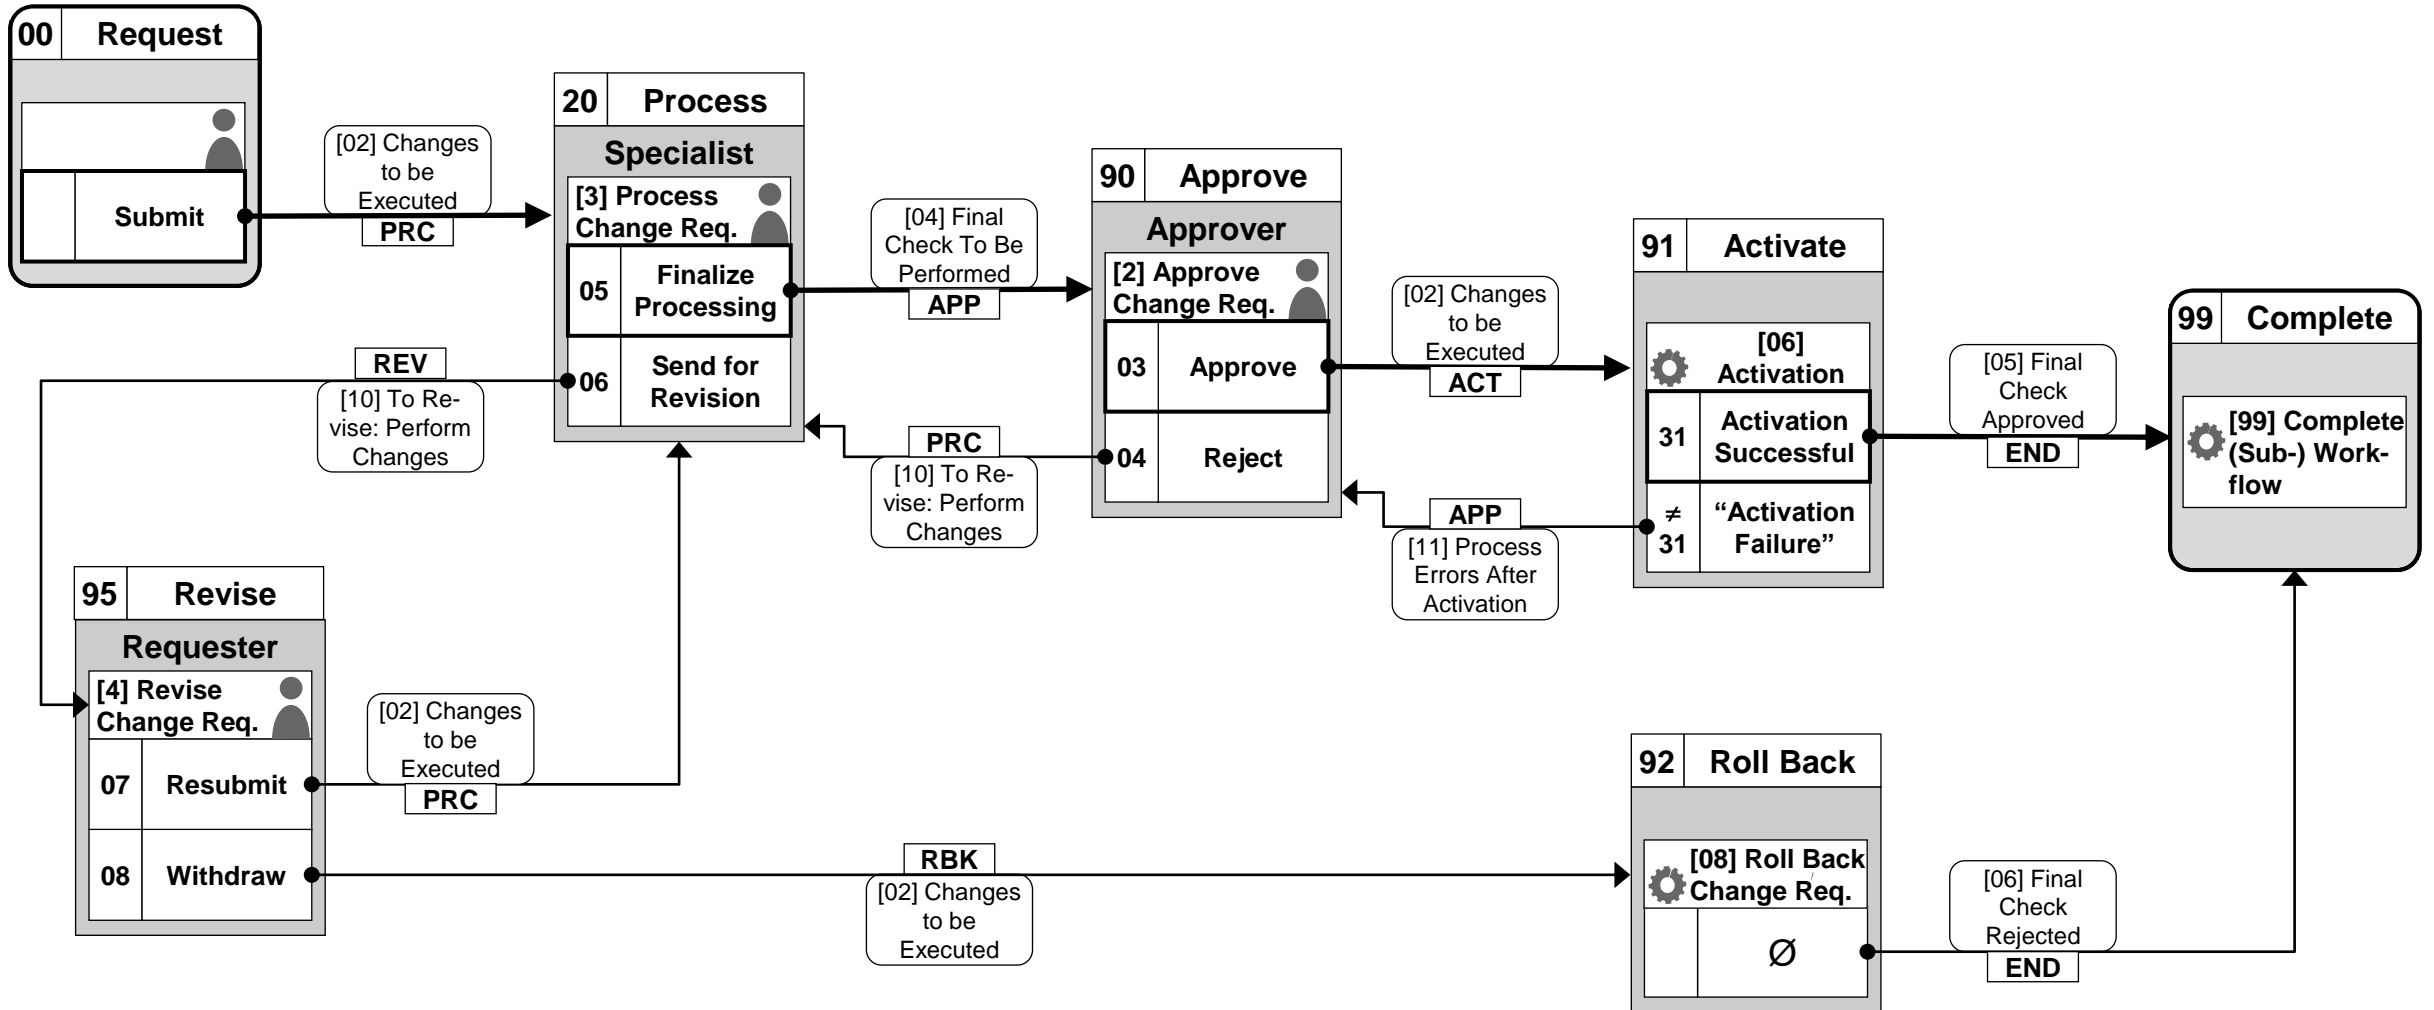 00 Request
Submit
[02] Changes
to be
Executed
PRC
20 Process
Specialist
[3] Process
Change Req.
05 Finalize
Processing
06 Send for
Revision
REV
[10] To Re-
vise: Perform
Changes
[04] Final
Check To Be
Performed
APP
90 Approve
Approver
[2] Approve
Change Req.
03 Approve
04 Reject
PRC
[10] To Re-
vise: Perform
Changes
[02] Changes
to be
Executed
ACT
91 Activate
[06]
Activation
31 Activation
Successful
≠ 31 “Activation
Failure”
APP
[11] Process
Errors After
Activation
[05] Final
Check
Approved
END
99 Complete
[99] Complete
(Sub-) Work-
flow
95 Revise
Requester
[4] Revise
Change Req.
07 Resubmit
08 Withdraw
[02] Changes
to be
Executed
PRC
RBK
[02] Changes
to be
Executed
92 Roll Back
[08] Roll Back
Change Req.
Ø
[06] Final
Check
Rejected
END